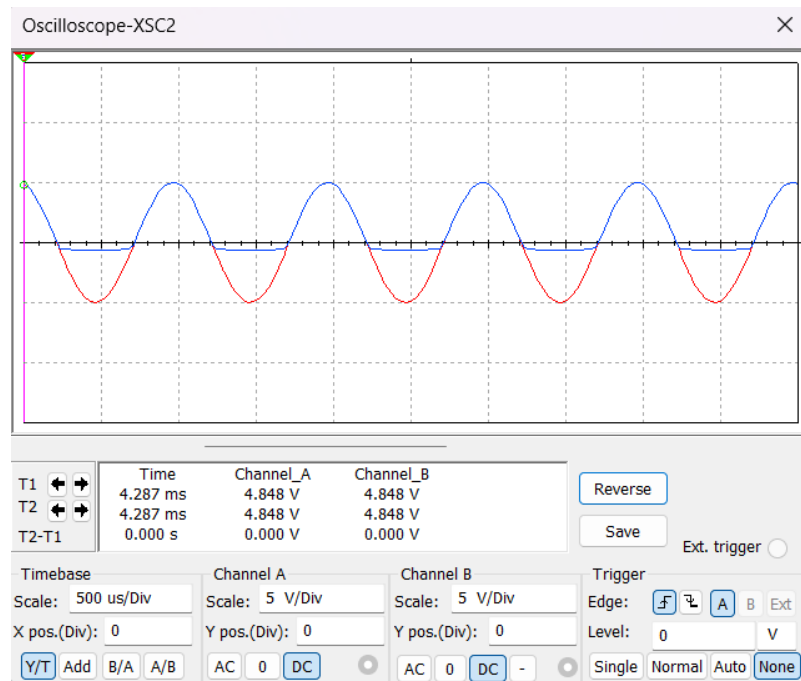 Oscilloscope-XSC2
Time Channel_A Channel_B
T1 4.287 ms 4.848 V 4.848 V
T2 4.287 ms 4.848 V 4.848 V
T2-T1 0.000 s 0.000 V 0.000 V
Reverse
Save
Ext. trigger
Timebase
Scale: 500 us/Div
X pos.(Div): 0
Y/T Add B/A A/B
Channel A
Scale: 5 V/Div
Y pos.(Div): 0
AC 0 DC
Channel B
Scale: 5 V/Div
Y pos.(Div): 0
AC 0 DC -
Trigger
Edge: A B Ext
Level: 0 V
Single Normal Auto None